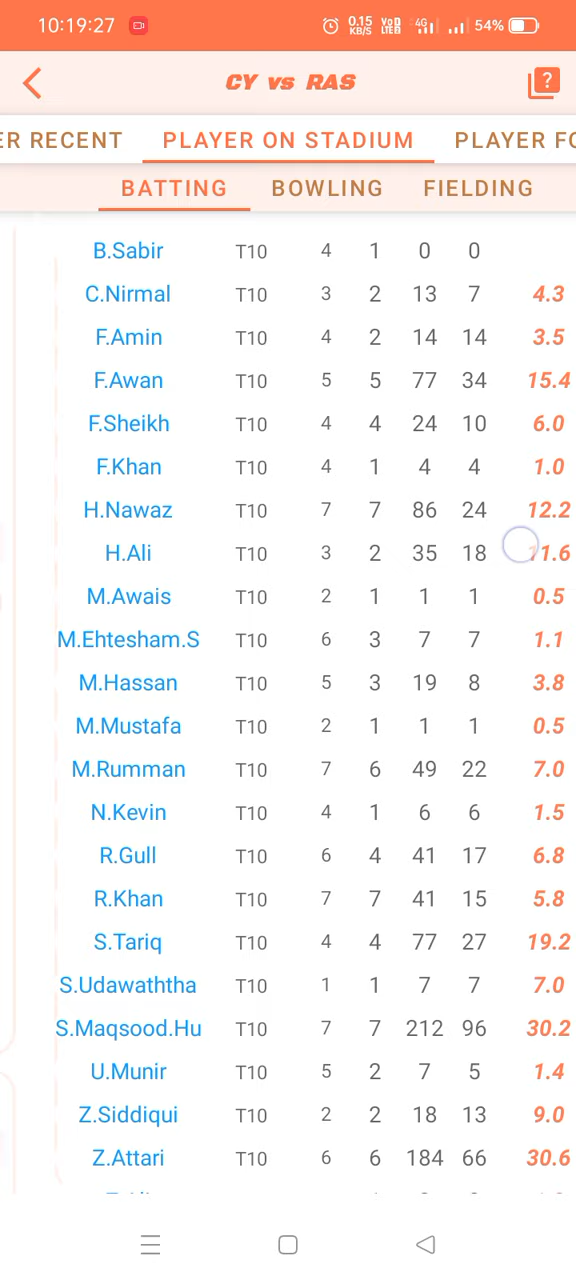 10:19:27 0.15 KB/S VoD LTEB 4G 54%
CY vs RAS
ER RECENT PLAYER ON STADIUM PLAYER FO
BATTING BOWLING FIELDING
B.Sabir T10 4 1 0 0
C.Nirmal T10 3 2 13 7 4.3
F.Amin T10 4 2 14 14 3.5
F.Awan T10 5 5 77 34 15.4
F.Sheikh T10 4 4 24 10 6.0
F.Khan T10 4 1 4 4 1.0
H.Nawaz T10 7 7 86 24 12.2
H.Ali T10 3 2 35 18 11.6
M.Awais T10 2 1 1 1 0.5
M.Ehtesham.S T10 6 3 7 7 1.1
M.Hassan T10 5 3 19 8 3.8
M.Mustafa T10 2 1 1 1 0.5
M.Rumman T10 7 6 49 22 7.0
N.Kevin T10 4 1 6 6 1.5
R.Gull T10 6 4 41 17 6.8
R.Khan T10 7 7 41 15 5.8
S.Tariq T10 4 4 77 27 19.2
S.Udawaththa T10 1 1 7 7 7.0
S.Maqsood.Hu T10 7 7 212 96 30.2
U.Munir T10 5 2 7 5 1.4
Z.Siddiqui T10 2 2 18 13 9.0
Z.Attari T10 6 6 184 66 30.6